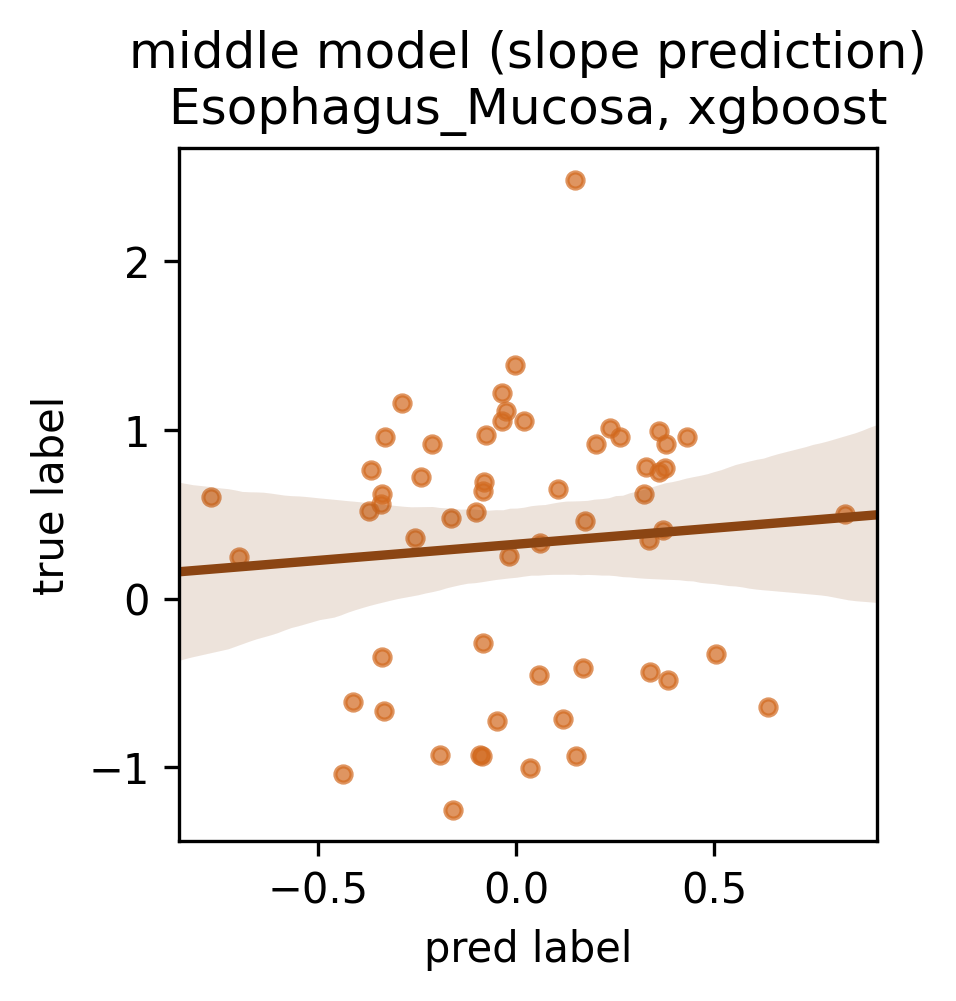 middle model (slope prediction)
Esophagus_Mucosa, xgboost
2
1
0
−1
true label
−0.5
0.0
0.5
pred label